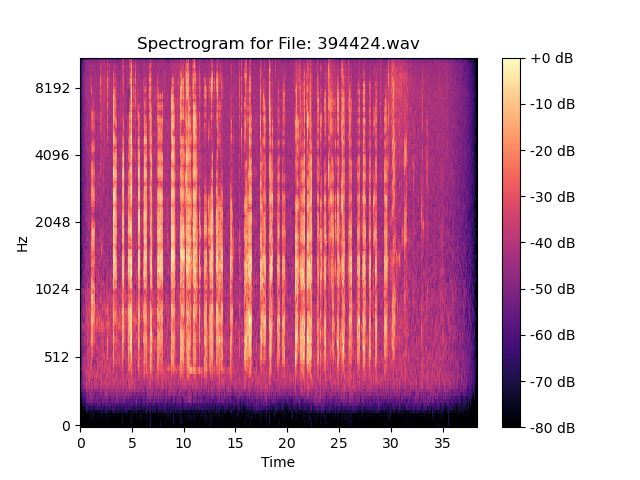 Spectrogram for File: 394424.wav
Hz
8192
4096
2048
1024
512
0
0 5 10 15 20 25 30 35
Time
+0 dB
-10 dB
-20 dB
-30 dB
-40 dB
-50 dB
-60 dB
-70 dB
-80 dB